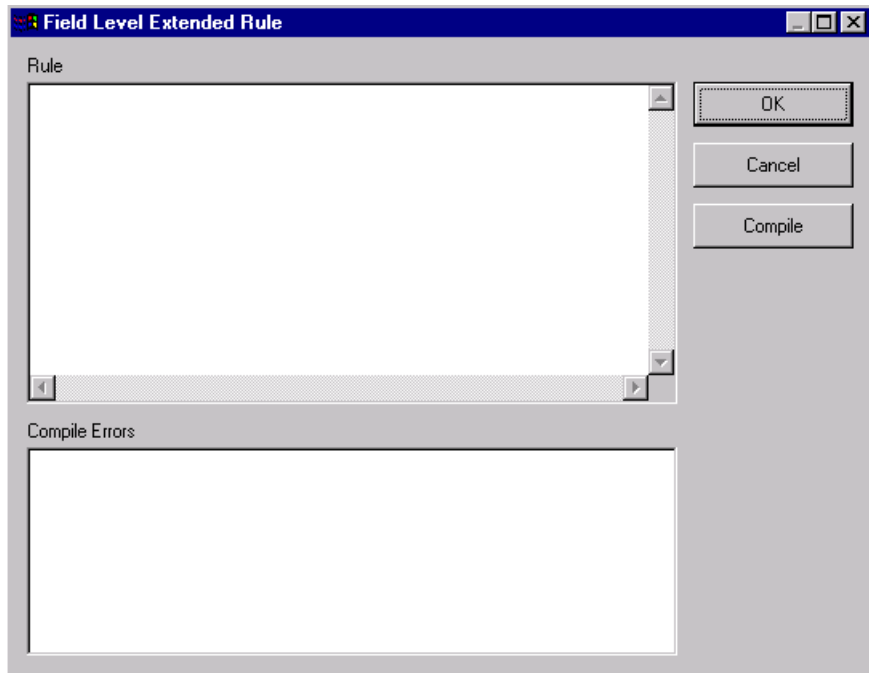 Field Level Extended Rule
Rule
OK
Cancel
Compile
Compile Errors